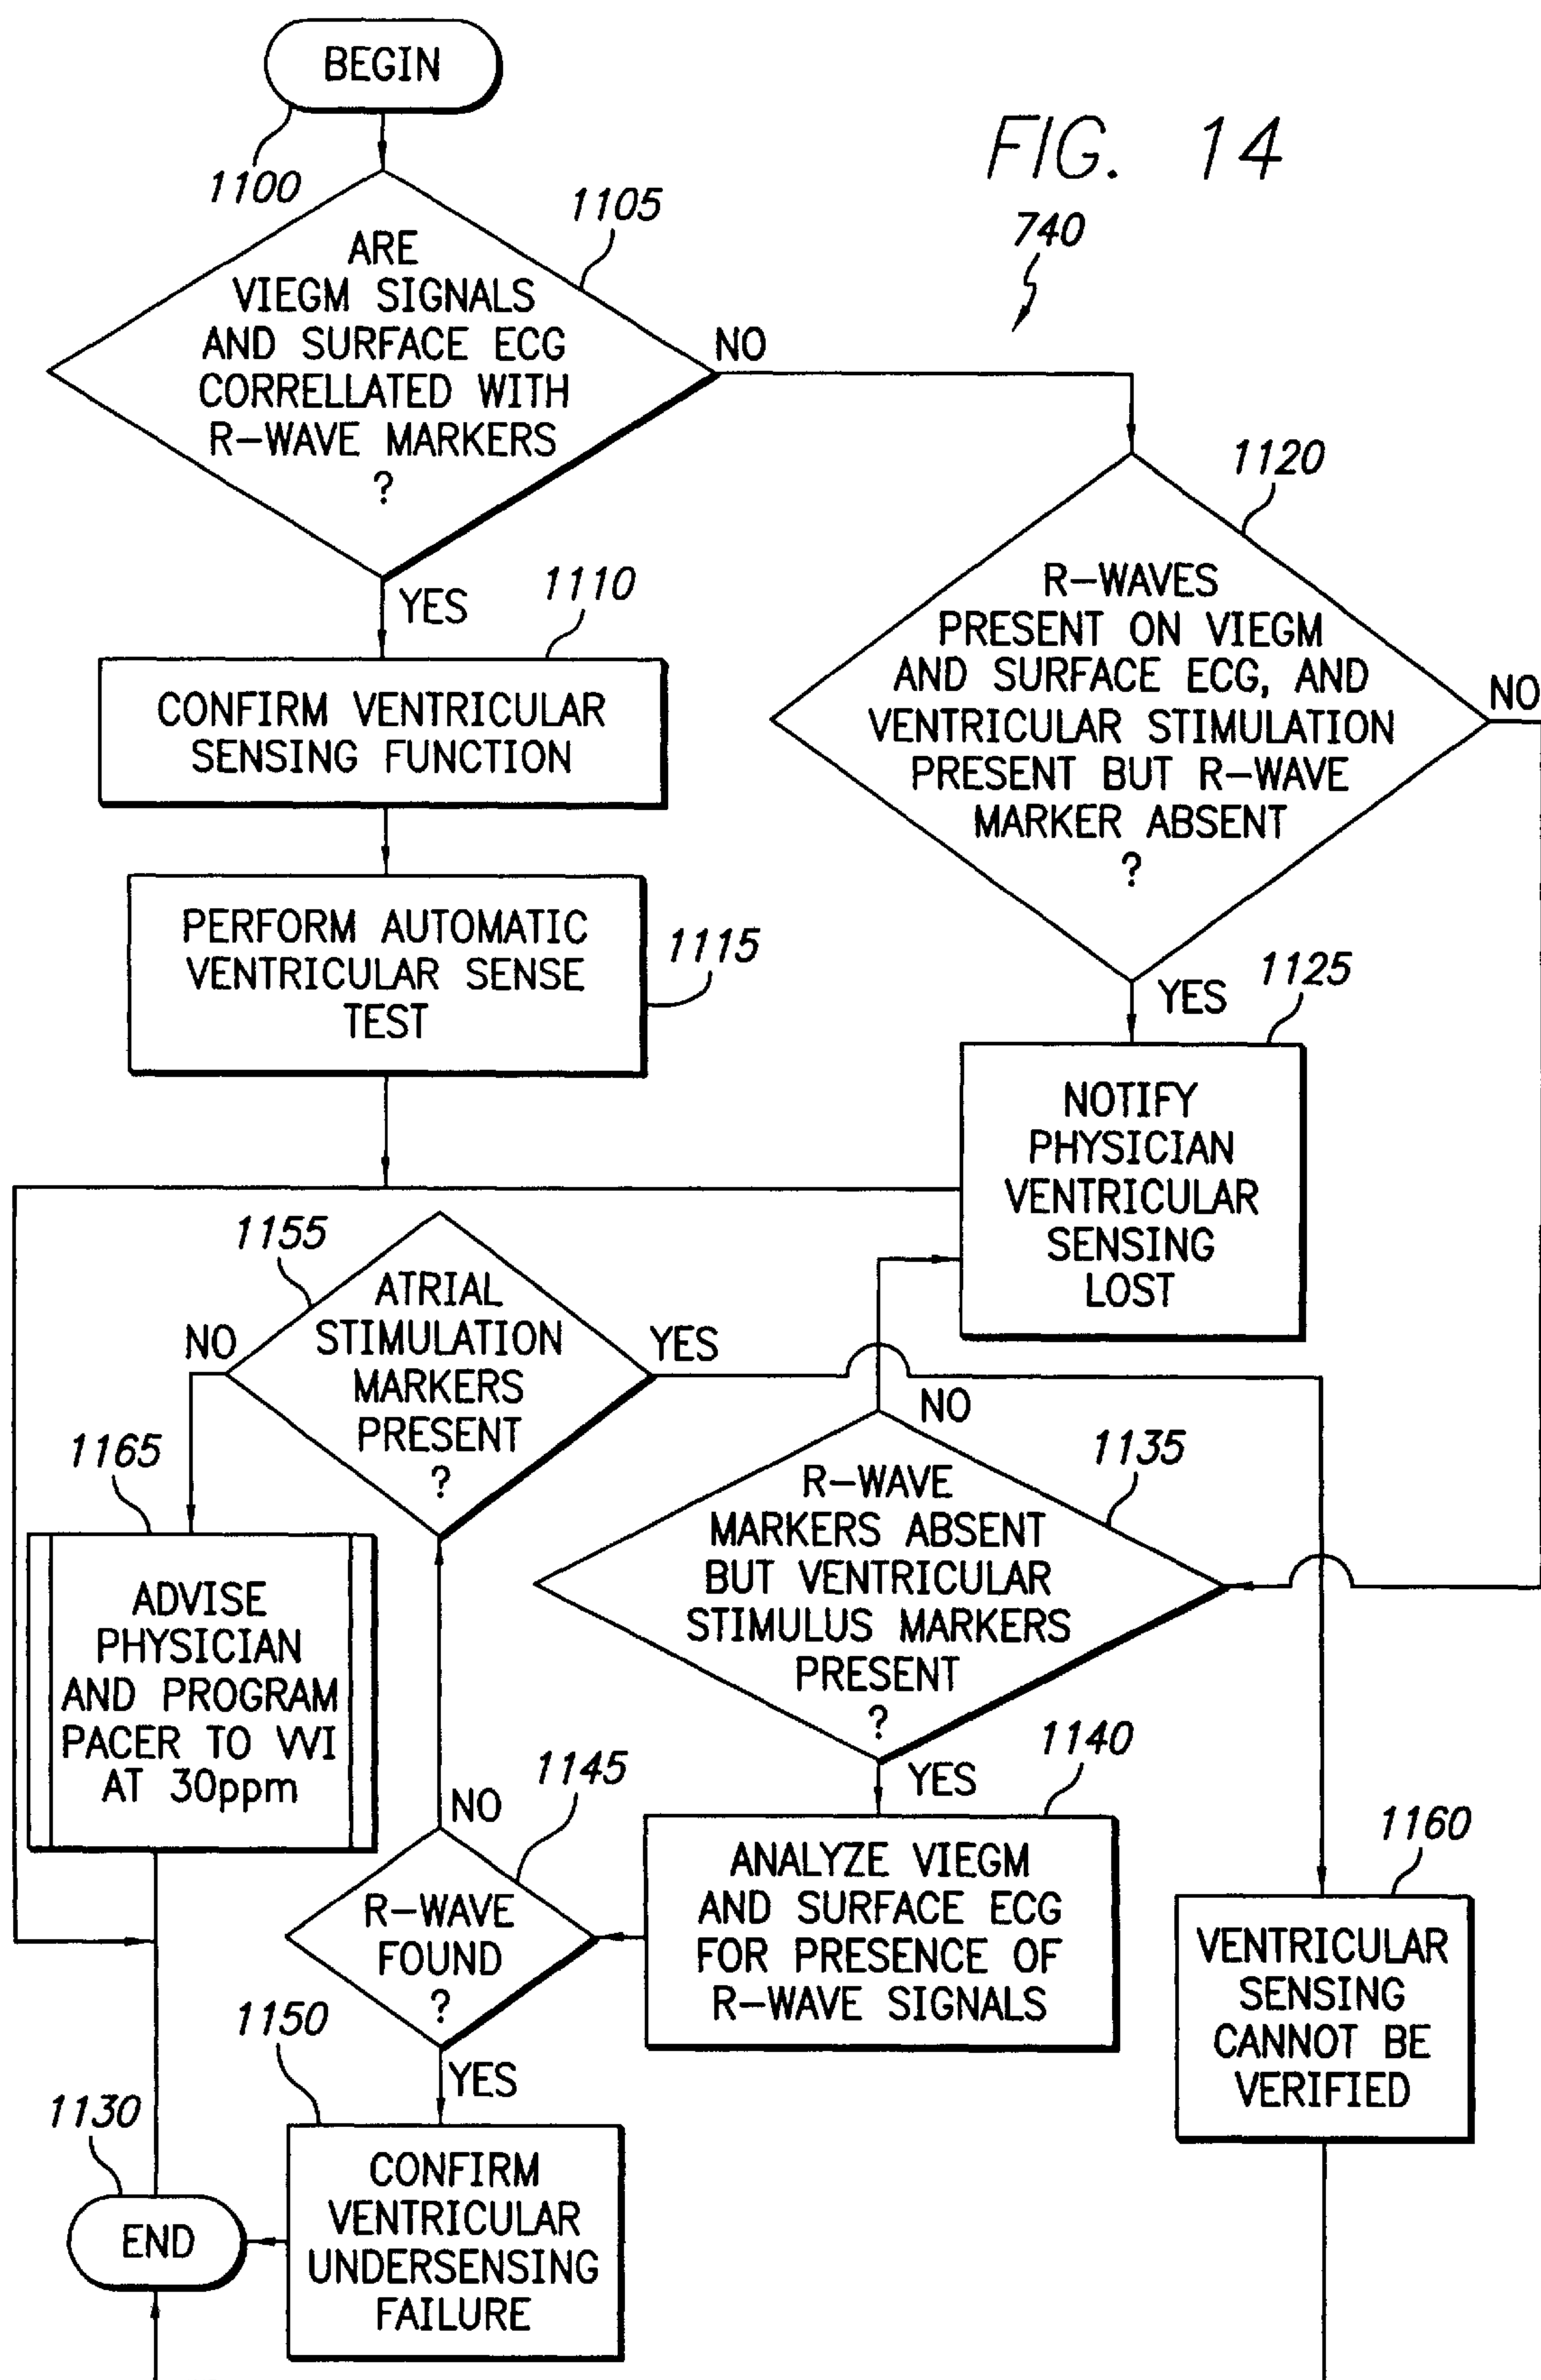 BEGIN
FIG. 14
1100
1105
740
ARE
VIEGM SIGNALS
AND SURFACE ECG
CORRELLATED WITH
R-WAVE MARKERS
?
NO
YES
1110
CONFIRM VENTRICULAR
SENSING FUNCTION
1115
PERFORM AUTOMATIC
VENTRICULAR SENSE
TEST
1120
R-WAVES
PRESENT ON VIEGM
AND SURFACE ECG, AND
VENTRICULAR STIMULATION
PRESENT BUT R-WAVE
MARKER ABSENT
?
NO
YES
1125
NOTIFY
PHYSICIAN
VENTRICULAR
SENSING
LOST
1155
ATRIAL
STIMULATION
MARKERS
PRESENT
?
NO
YES
1165
ADVISE
PHYSICIAN
AND PROGRAM
PACER TO VVI
AT 30ppm
NO
1135
R-WAVE
MARKERS ABSENT
BUT VENTRICULAR
STIMULUS MARKERS
PRESENT
?
YES
1140
ANALYZE VIEGM
AND SURFACE ECG
FOR PRESENCE OF
R-WAVE SIGNALS
NO
1145
R-WAVE
FOUND
?
YES
1150
CONFIRM
VENTRICULAR
UNDERSENSING
FAILURE
1160
VENTRICULAR
SENSING
CANNOT BE
VERIFIED
1130
END